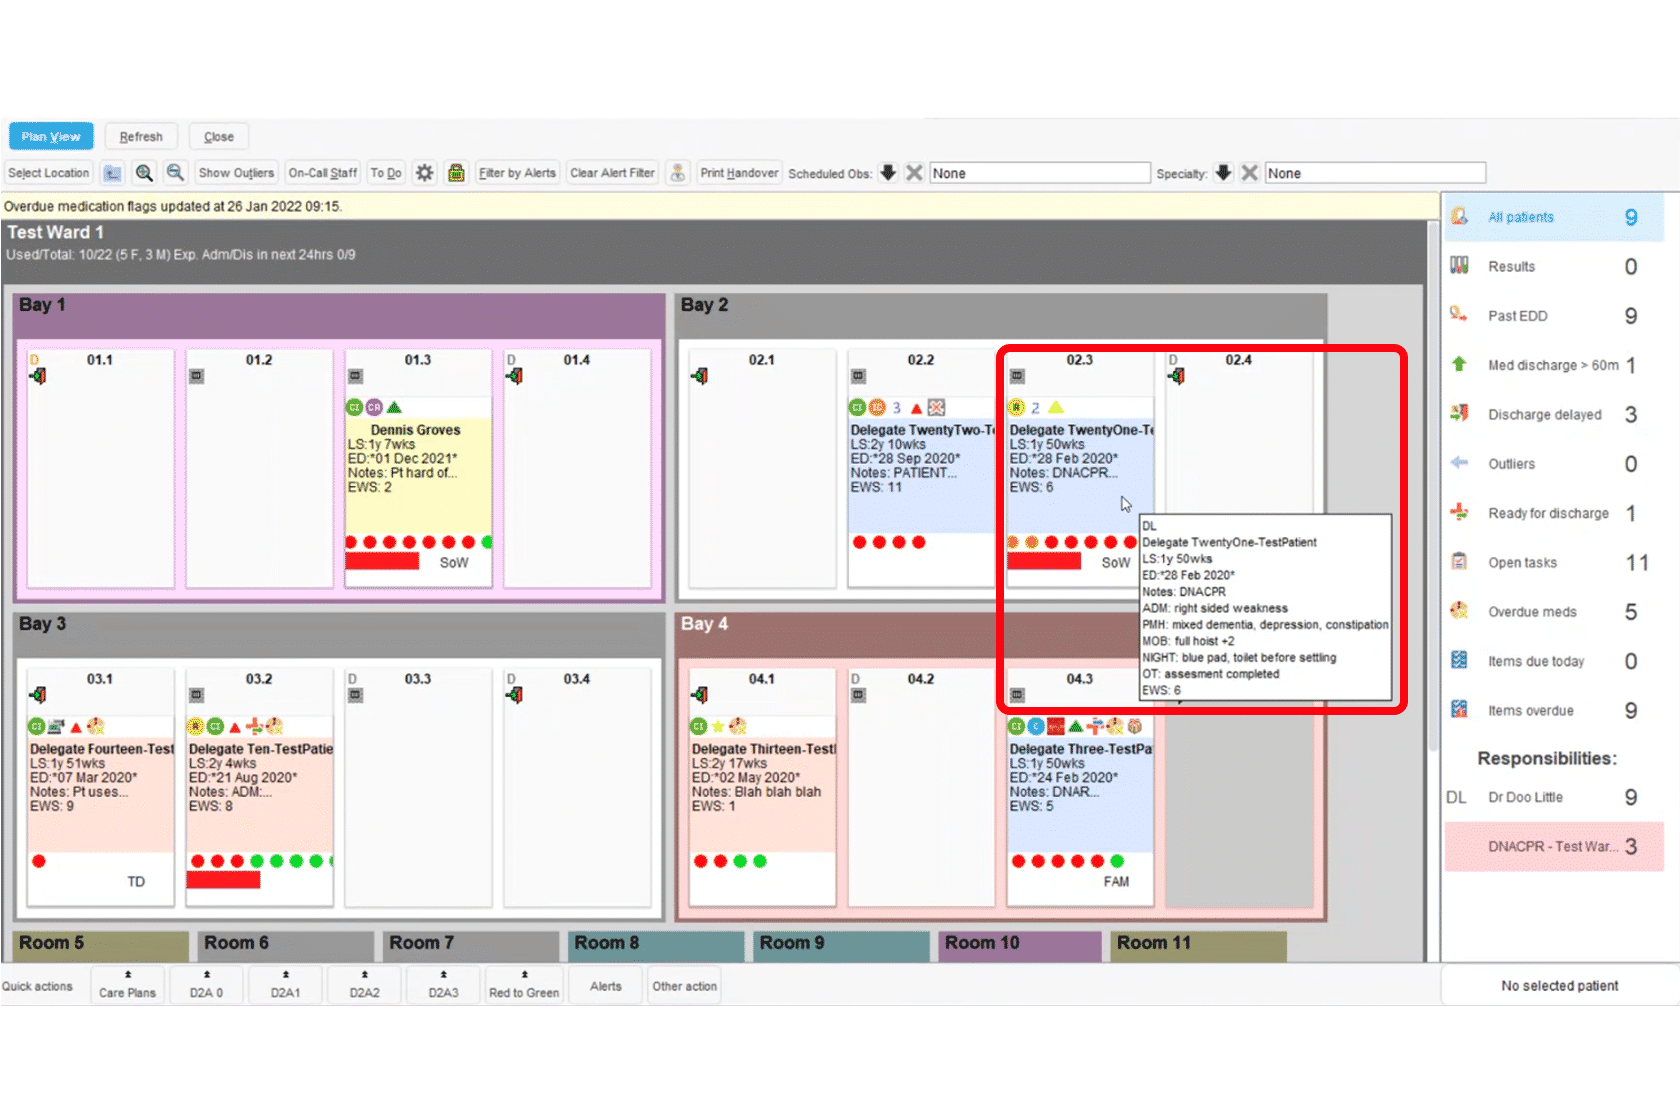 Plan View
Refresh
Close
Select Location
Show Outliers
On-Call Staff
To Do
Filter by Alerts
Clear Alert Filter
Print Handover
Scheduled Obs:
None
Specialty:
None
Overdue medication flags updated at 26 Jan 2022 09:15.
Test Ward 1
Used/Total: 10/22 (5 F, 3 M) Exp. Adm/Dis in next 24hrs 0/9
Bay 1
D
01.1
01.2
01.3
CI CR
Dennis Groves
LS:1y 7wks
ED:*01 Dec 2021*
Notes: Pt hard of...
EWS: 2
SoW
D
01.4
Bay 2
02.1
02.2
CI
3
Delegate TwentyTwo-Te
LS:2y 10wks
ED:*28 Sep 2020*
Notes: PATIENT...
EWS: 11
02.3
R
2
Delegate TwentyOne-Te
LS:1y 50wks
ED:*28 Feb 2020*
Notes: DNACPR...
EWS: 6
SoW
D
02.4
DL
Delegate TwentyOne-TestPatient
LS:1y 50wks
ED:*28 Feb 2020*
Notes: DNACPR
ADM: right sided weakness
PMH: mixed dementia, depression, constipation
MOB: full hoist +2
NIGHT: blue pad, toilet before settling
OT: assesment completed
EWS: 6
Bay 3
03.1
CI
Delegate Fourteen-Test
LS:1y 51wks
ED:*07 Mar 2020*
Notes: Pt uses...
EWS: 9
TD
03.2
R CI
Delegate Ten-TestPatie
LS:2y 4wks
ED:*21 Aug 2020*
Notes: ADM:...
EWS: 8
D
03.3
D
03.4
Bay 4
04.1
CI
Delegate Thirteen-Testl
LS:2y 17wks
ED:*02 May 2020*
Notes: Blah blah blah
EWS: 1
D
04.2
04.3
CI C
Delegate Three-TestPa
LS:1y 50wks
ED:*24 Feb 2020*
Notes: DNAR...
EWS: 5
FAM
Room 5
Room 6
Room 7
Room 8
Room 9
Room 10
Room 11
Quick actions
Care Plans
D2A 0
D2A1
D2A2
D2A3
Red to Green
Alerts
Other action
All patients 9
Results 0
Past EDD 9
Med discharge > 60m 1
Discharge delayed 3
Outliers 0
Ready for discharge 1
Open tasks 11
Overdue meds 5
Items due today 0
Items overdue 9
Responsibilities:
DL Dr Doo Little 9
DNACPR - Test War... 3
No selected patient